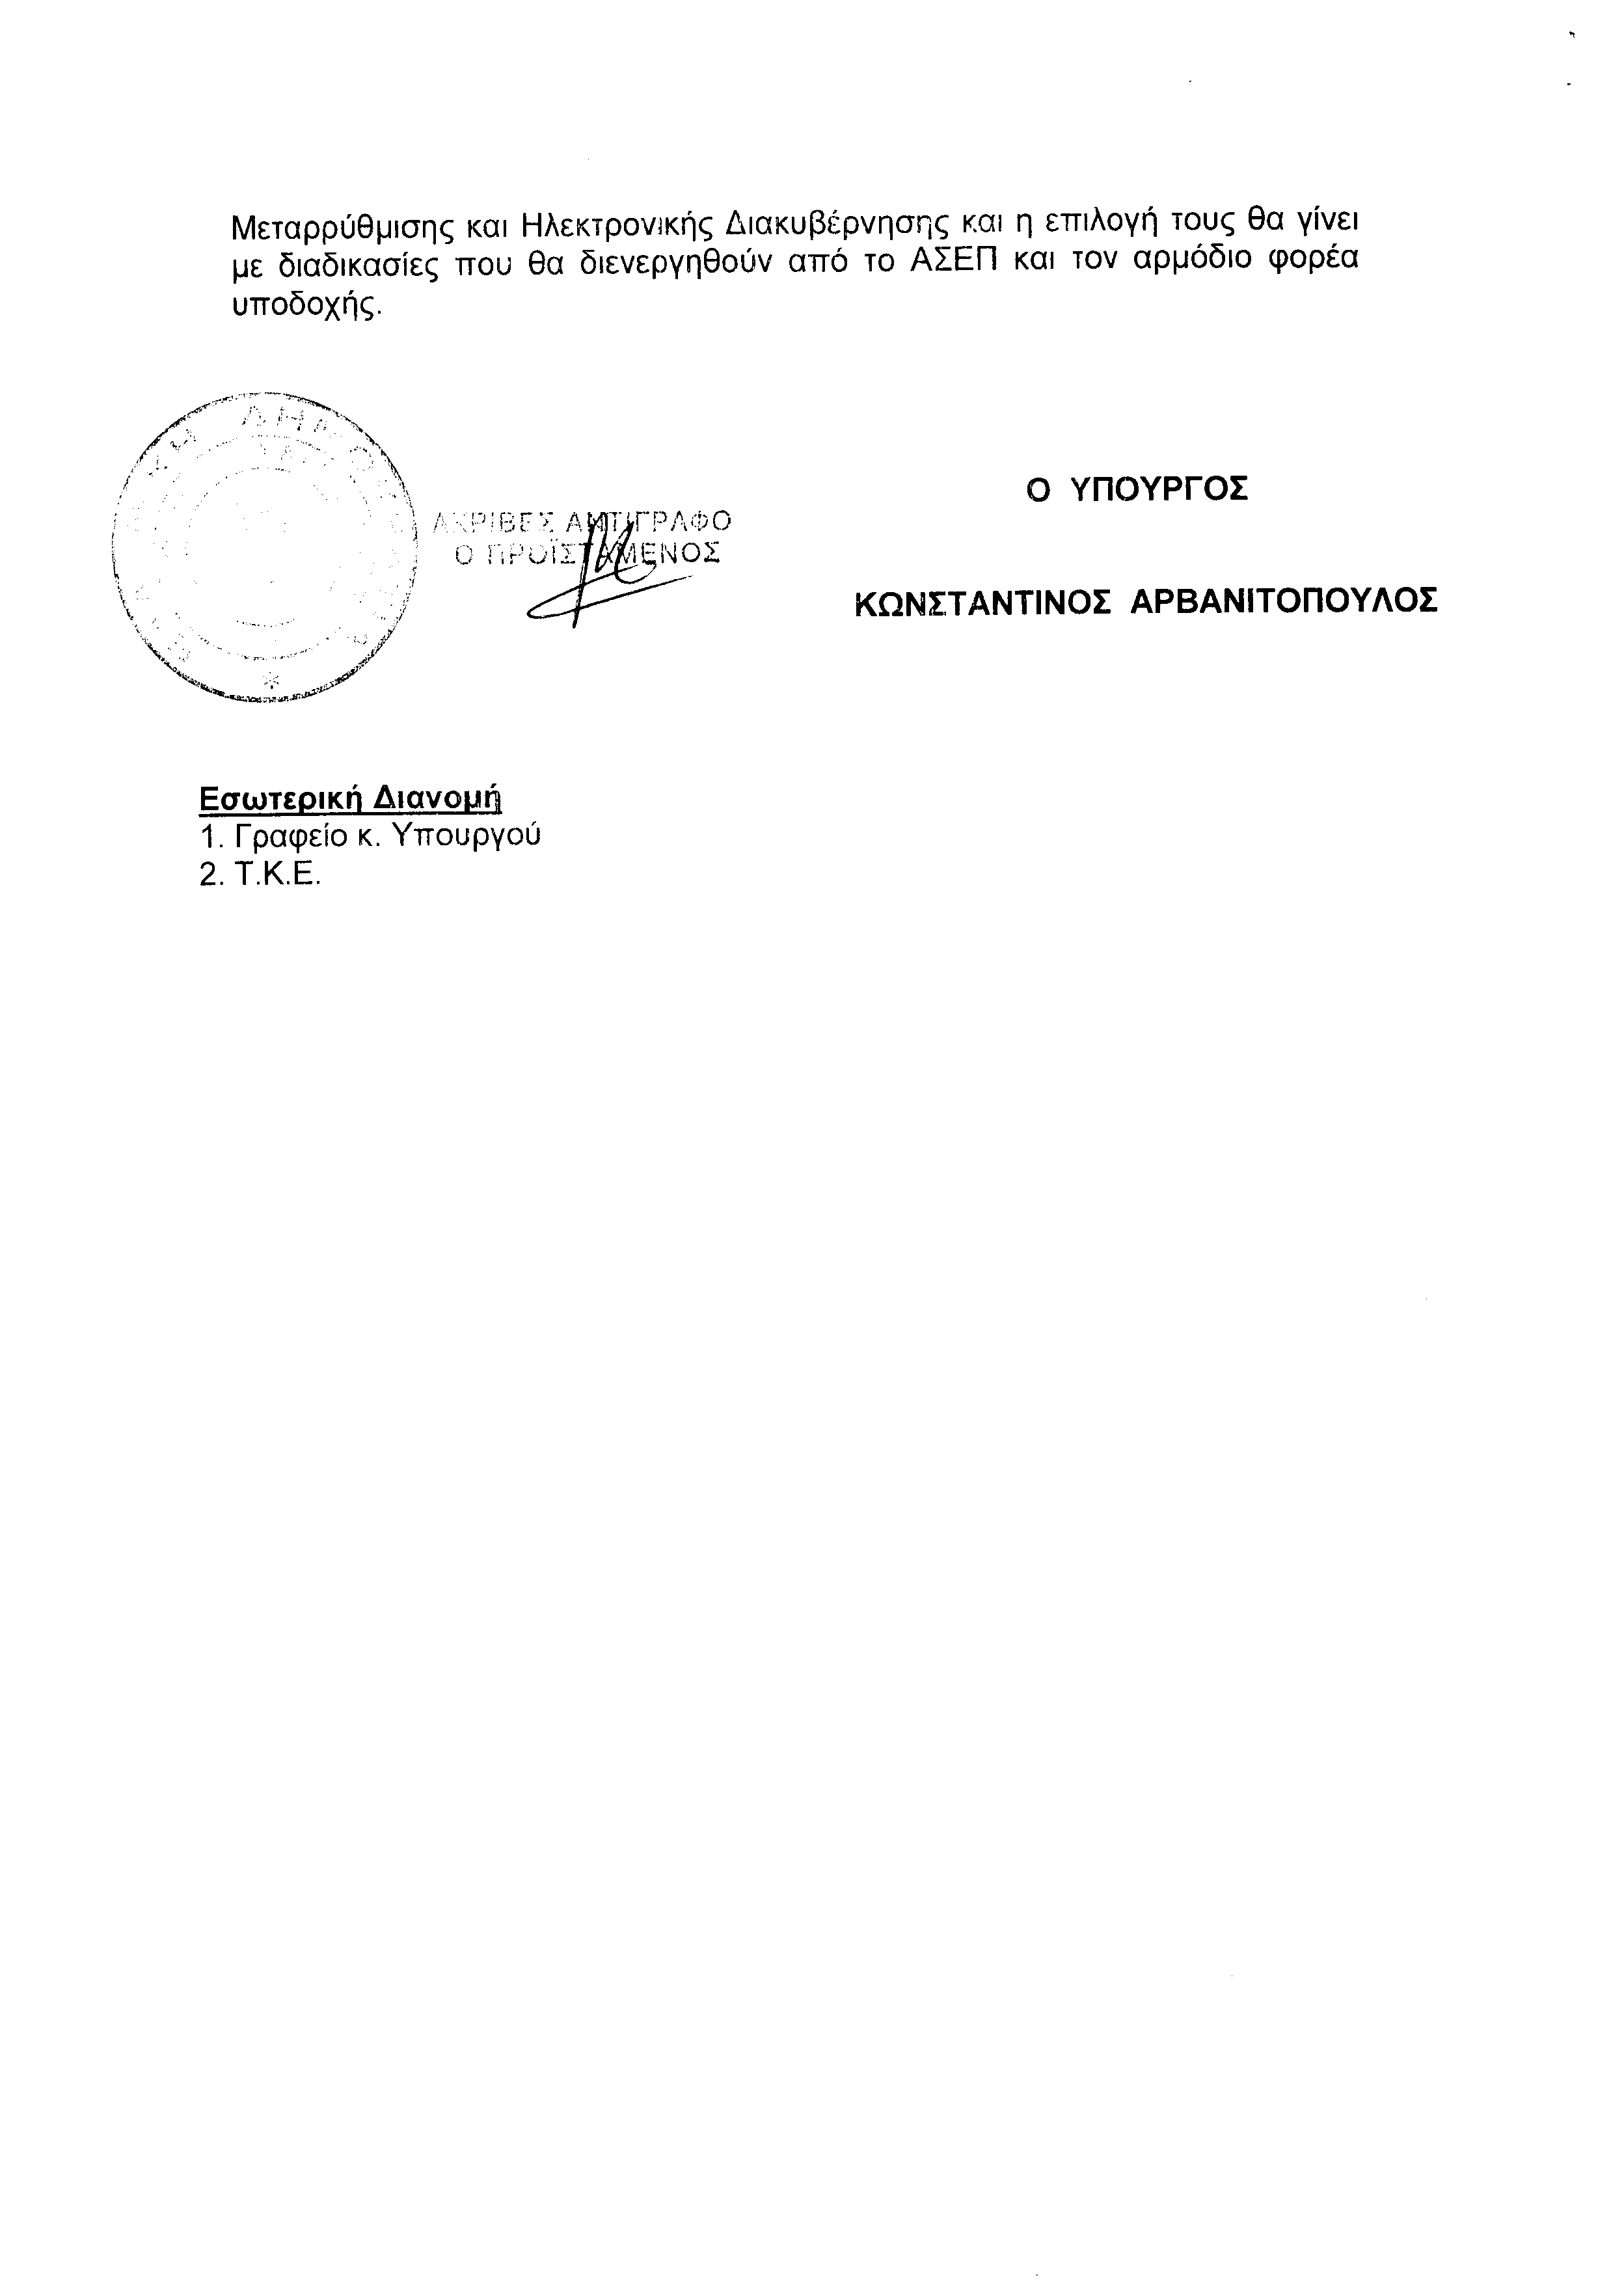 Μεταρρύθμισης και Ηλεκτρονικής Διακυβέρνησης και η επιλογή τους θα γίνει
με διαδικασίες που θα διενεργηθούν από το ΑΣΕΠ και τον αρμόδιο φορέα
υποδοχής.
Ο ΥΠΟΥΡΓΟΣ
ΑΚΡΙΒΕΣ ΑΝΤΙΓΡΑΦΟ
Ο ΠΡΟΪΣΤΑΜΕΝΟΣ
ΚΩΝΣΤΑΝΤΙΝΟΣ ΑΡΒΑΝΙΤΟΠΟΥΛΟΣ
Εσωτερική Διανομή
1. Γραφείο κ. Υπουργού
2. Τ.Κ.Ε.